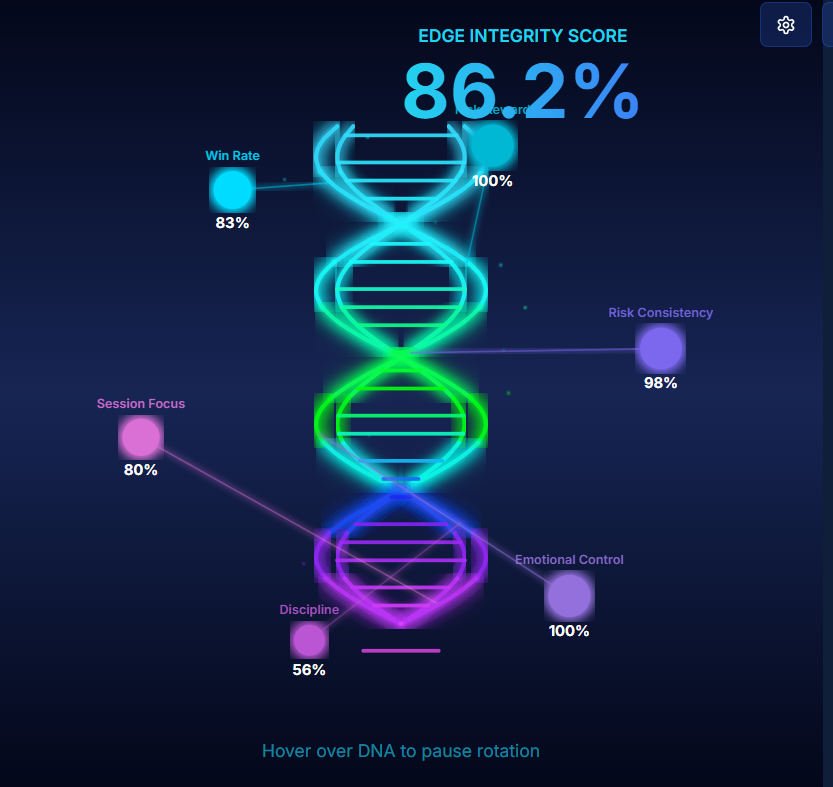 EDGE INTEGRITY SCORE
86.2%
Win Rate
83%
100%
Risk Consistency
98%
Session Focus
80%
Emotional Control
100%
Discipline
56%
Hover over DNA to pause rotation